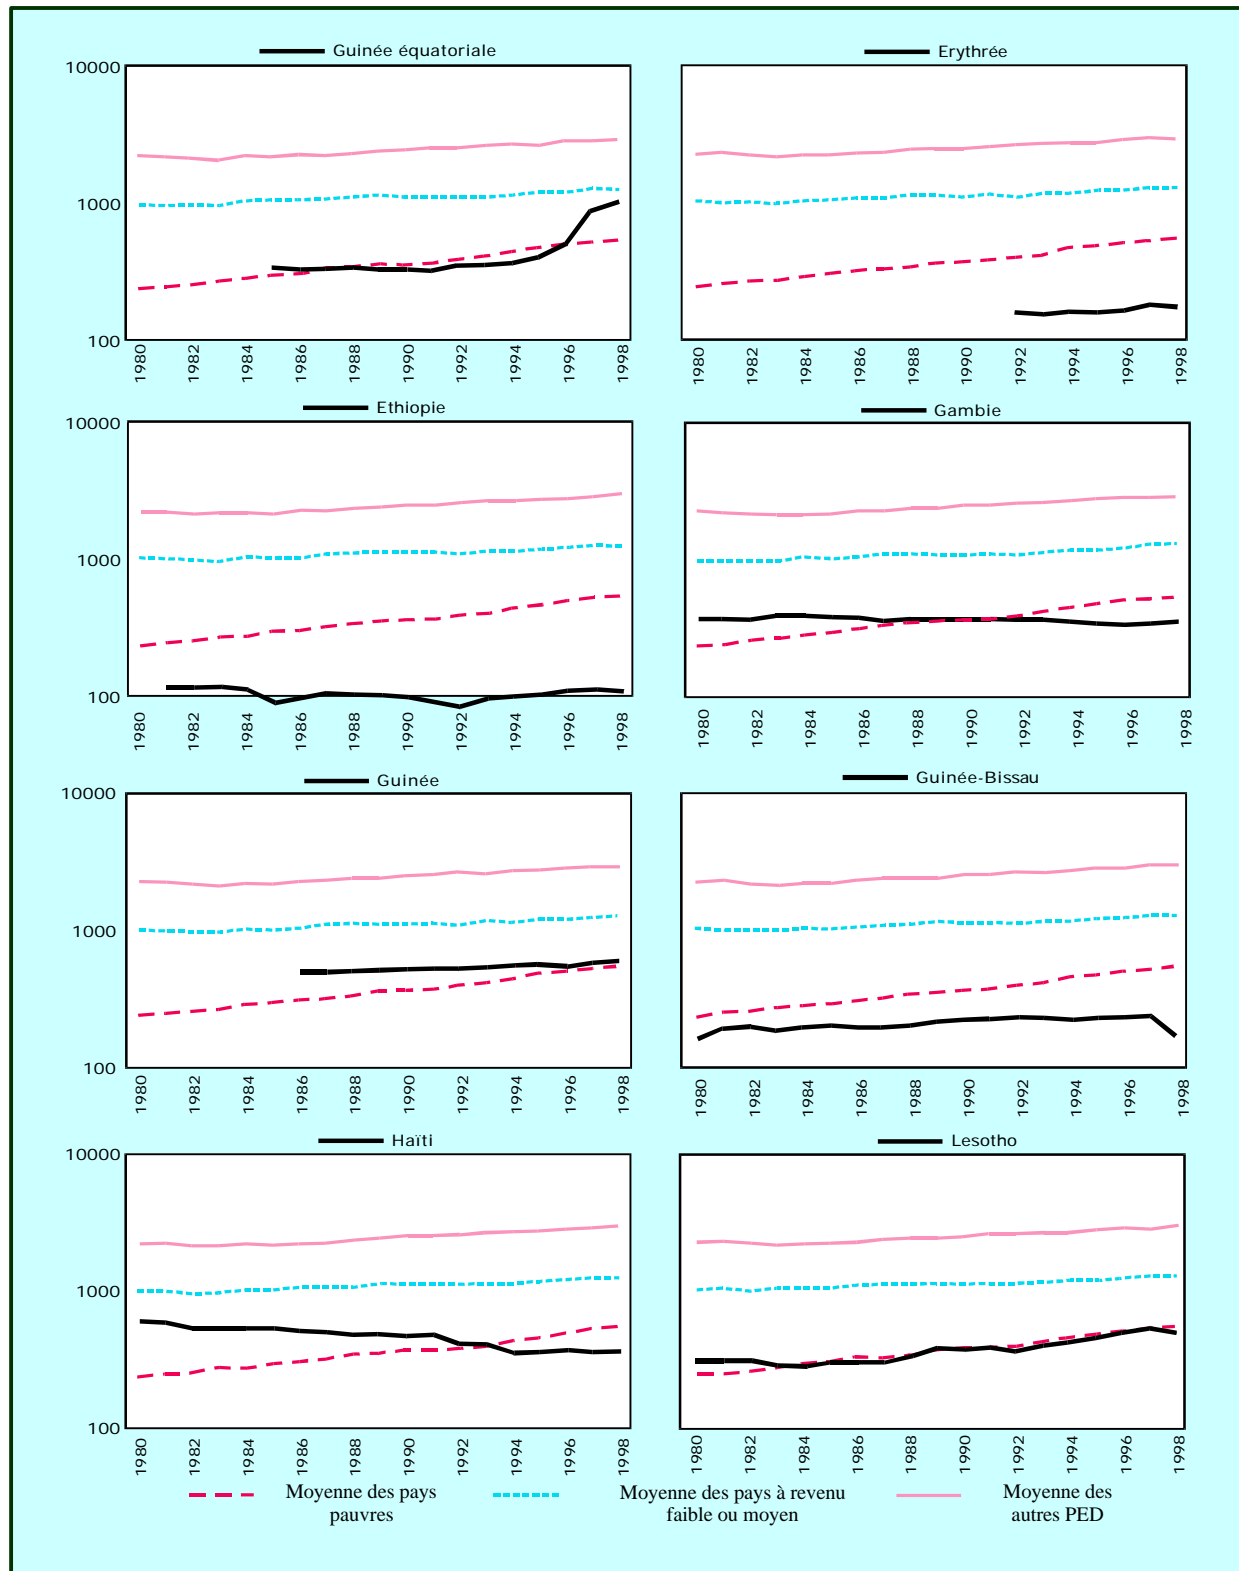 Guinée équatoriale
Erythrée
10000
1000
100
1980 1982 1984 1986 1988 1990 1992 1994 1996 1998
1980 1982 1984 1986 1988 1990 1992 1994 1996 1998
Ethiopie
Gambie
10000
1000
100
1980 1982 1984 1986 1988 1990 1992 1994 1996 1998
1980 1982 1984 1986 1988 1990 1992 1994 1996 1998
Guinée
Guinée-Bissau
10000
1000
100
1980 1982 1984 1986 1988 1990 1992 1994 1996 1998
1980 1982 1984 1986 1988 1990 1992 1994 1996 1998
Haïti
Lesotho
10000
1000
100
1980 1982 1984 1986 1988 1990 1992 1994 1996 1998
1980 1982 1984 1986 1988 1990 1992 1994 1996 1998
Moyenne des pays
pauvres
Moyenne des pays à revenu
faible ou moyen
Moyenne des
autres PED